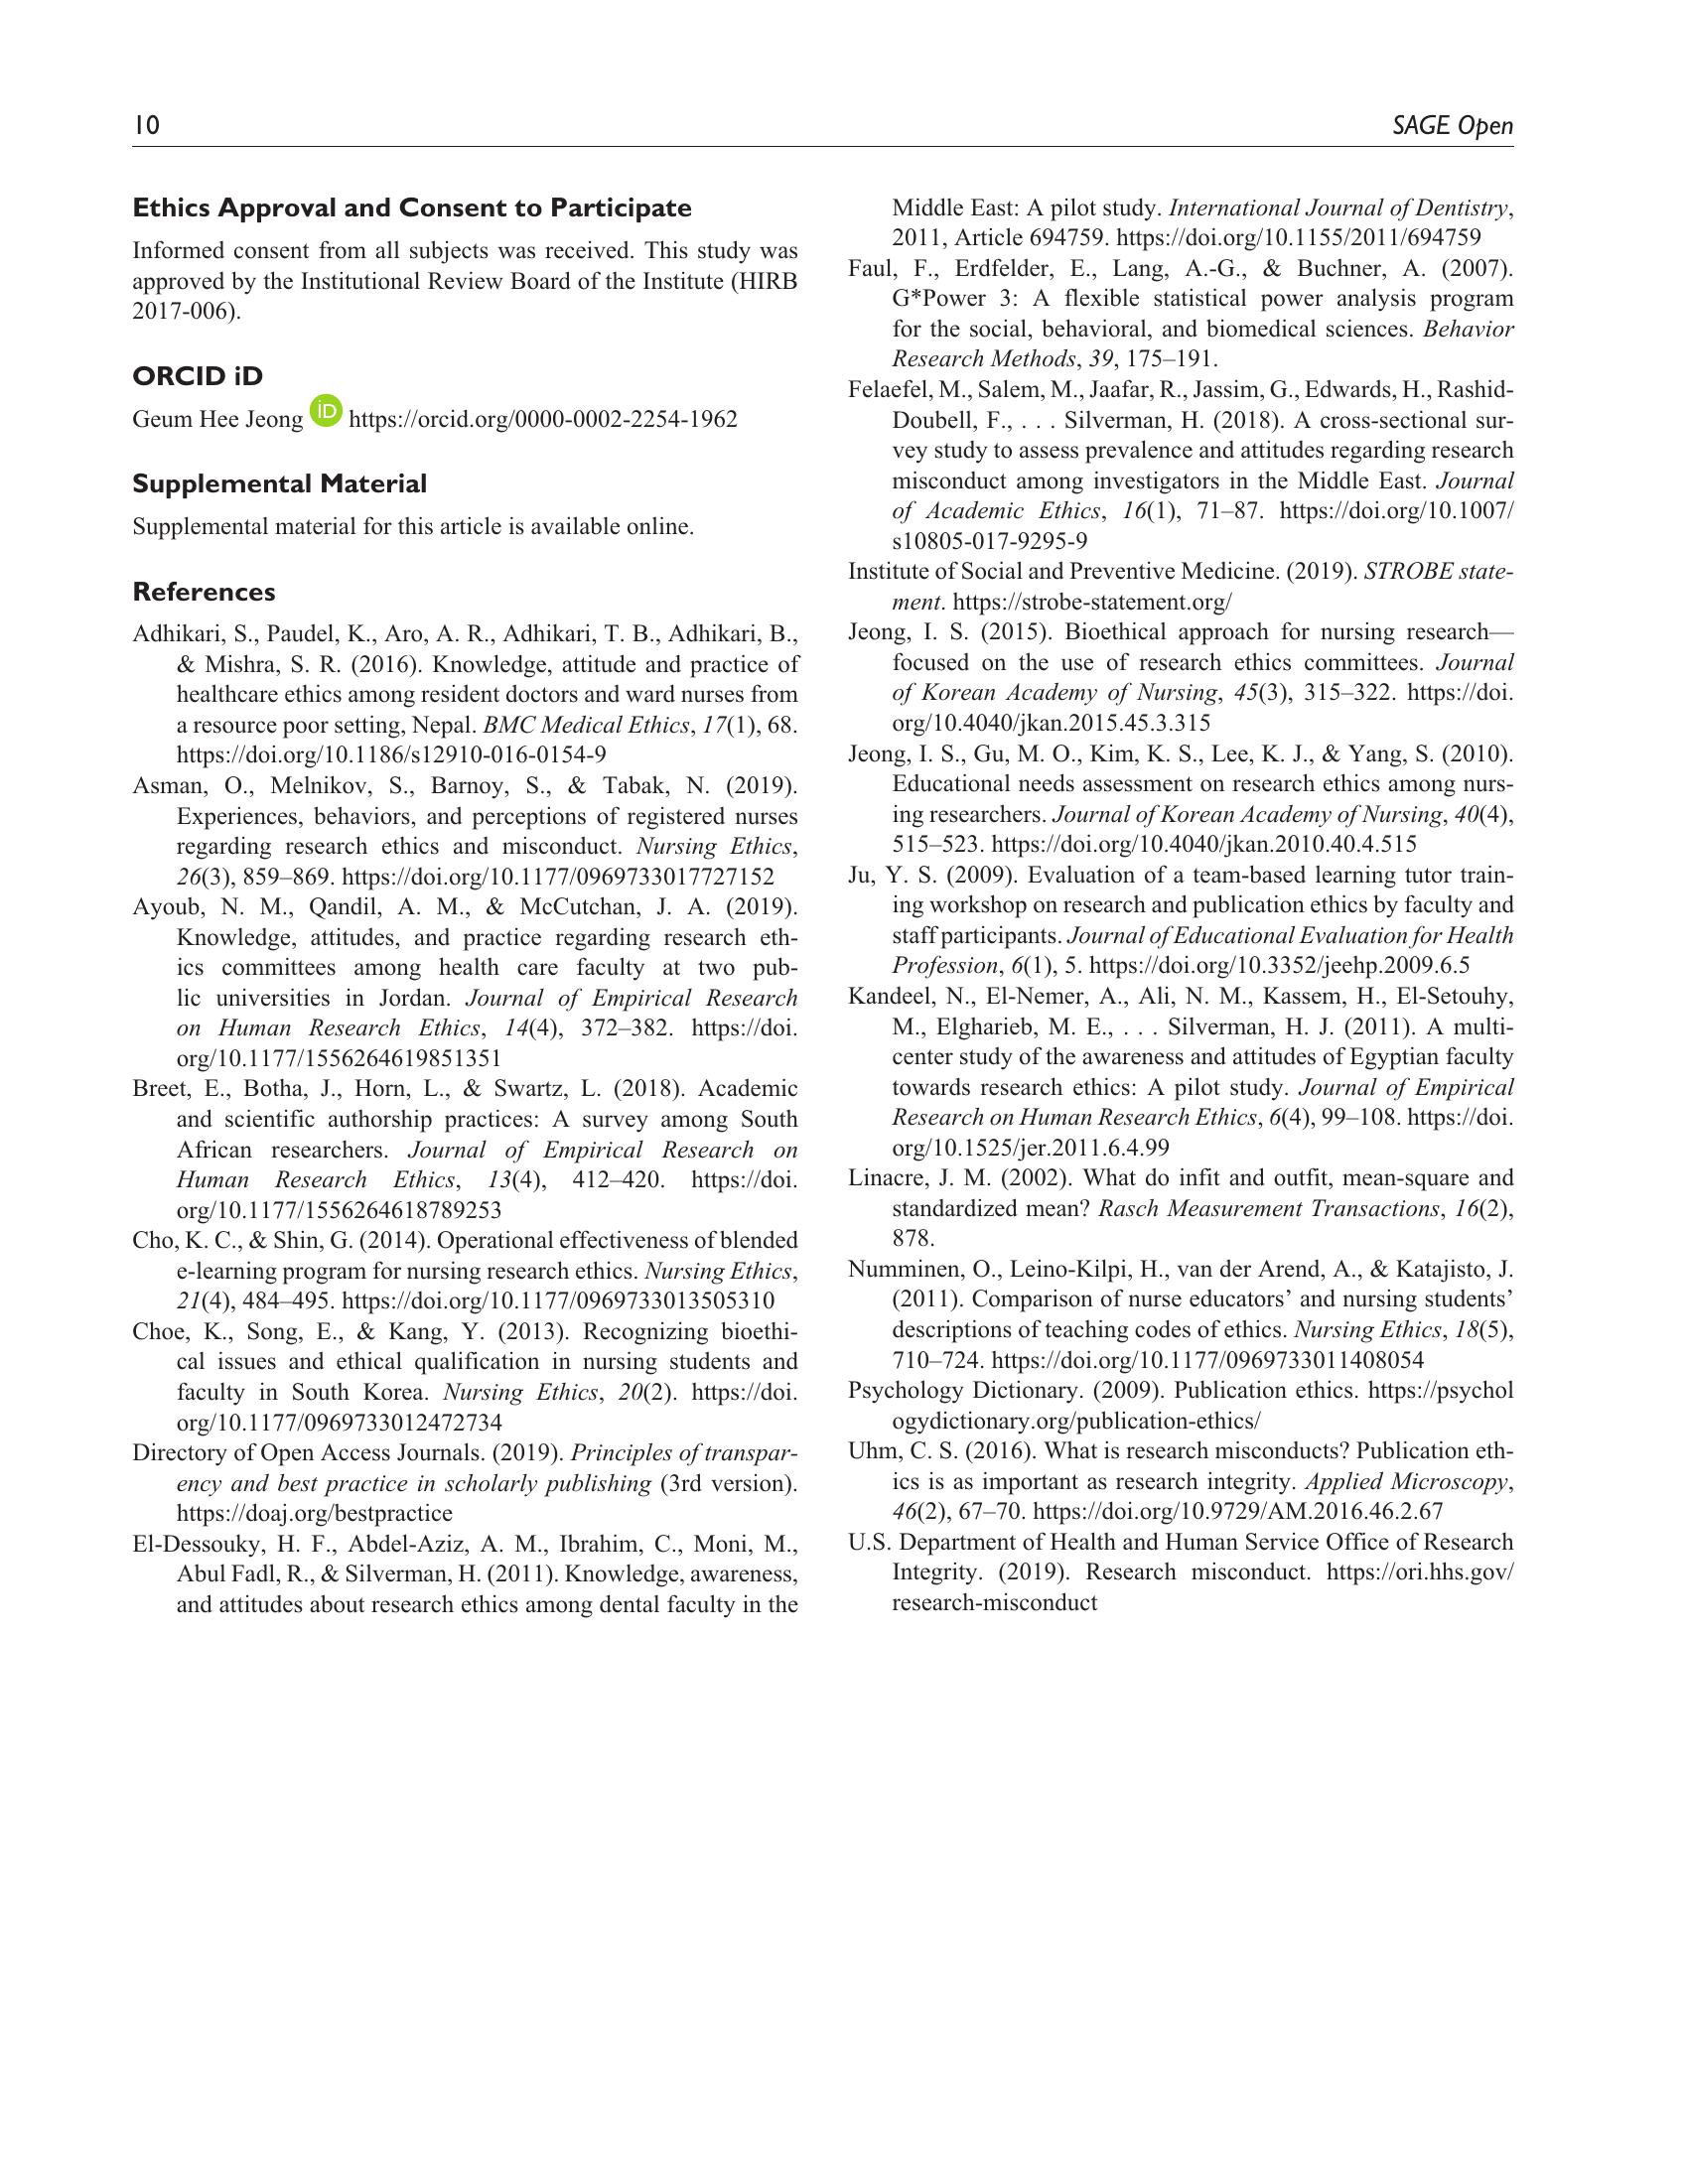 10
SAGE Open
Ethics Approval and Consent to Participate
Informed consent from all subjects was received. This study was
approved by the Institutional Review Board of the Institute (HIRB
2017-006).
ORCID iD
Geum Hee Jeong iD https://orcid.org/0000-0002-2254-1962
Supplemental Material
Supplemental material for this article is available online.
References
Adhikari, S., Paudel, K., Aro, A. R., Adhikari, T. B., Adhikari, B.,
& Mishra, S. R. (2016). Knowledge, attitude and practice of
healthcare ethics among resident doctors and ward nurses from
a resource poor setting, Nepal. BMC Medical Ethics, 17(1), 68.
https://doi.org/10.1186/s12910-016-0154-9
Asman, O., Melnikov, S., Barnoy, S., & Tabak, N. (2019).
Experiences, behaviors, and perceptions of registered nurses
regarding research ethics and misconduct. Nursing Ethics,
26(3), 859–869. https://doi.org/10.1177/0969733017727152
Ayoub, N. M., Qandil, A. M., & McCutchan, J. A. (2019).
Knowledge, attitudes, and practice regarding research eth-
ics committees among health care faculty at two pub-
lic universities in Jordan. Journal of Empirical Research
on Human Research Ethics, 14(4), 372–382. https://doi.
org/10.1177/1556264619851351
Breet, E., Botha, J., Horn, L., & Swartz, L. (2018). Academic
and scientific authorship practices: A survey among South
African researchers. Journal of Empirical Research on
Human Research Ethics, 13(4), 412–420. https://doi.
org/10.1177/1556264618789253
Cho, K. C., & Shin, G. (2014). Operational effectiveness of blended
e-learning program for nursing research ethics. Nursing Ethics,
21(4), 484–495. https://doi.org/10.1177/0969733013505310
Choe, K., Song, E., & Kang, Y. (2013). Recognizing bioethi-
cal issues and ethical qualification in nursing students and
faculty in South Korea. Nursing Ethics, 20(2). https://doi.
org/10.1177/0969733012472734
Directory of Open Access Journals. (2019). Principles of transpar-
ency and best practice in scholarly publishing (3rd version).
https://doaj.org/bestpractice
El-Dessouky, H. F., Abdel-Aziz, A. M., Ibrahim, C., Moni, M.,
Abul Fadl, R., & Silverman, H. (2011). Knowledge, awareness,
and attitudes about research ethics among dental faculty in the
Middle East: A pilot study. International Journal of Dentistry,
2011, Article 694759. https://doi.org/10.1155/2011/694759
Faul, F., Erdfelder, E., Lang, A.-G., & Buchner, A. (2007).
G*Power 3: A flexible statistical power analysis program
for the social, behavioral, and biomedical sciences. Behavior
Research Methods, 39, 175–191.
Felaefel, M., Salem, M., Jaafar, R., Jassim, G., Edwards, H., Rashid-
Doubell, F., . . . Silverman, H. (2018). A cross-sectional sur-
vey study to assess prevalence and attitudes regarding research
misconduct among investigators in the Middle East. Journal
of Academic Ethics, 16(1), 71–87. https://doi.org/10.1007/
s10805-017-9295-9
Institute of Social and Preventive Medicine. (2019). STROBE state-
ment. https://strobe-statement.org/
Jeong, I. S. (2015). Bioethical approach for nursing research—
focused on the use of research ethics committees. Journal
of Korean Academy of Nursing, 45(3), 315–322. https://doi.
org/10.4040/jkan.2015.45.3.315
Jeong, I. S., Gu, M. O., Kim, K. S., Lee, K. J., & Yang, S. (2010).
Educational needs assessment on research ethics among nurs-
ing researchers. Journal of Korean Academy of Nursing, 40(4),
515–523. https://doi.org/10.4040/jkan.2010.40.4.515
Ju, Y. S. (2009). Evaluation of a team-based learning tutor train-
ing workshop on research and publication ethics by faculty and
staff participants. Journal of Educational Evaluation for Health
Profession, 6(1), 5. https://doi.org/10.3352/jeehp.2009.6.5
Kandeel, N., El-Nemer, A., Ali, N. M., Kassem, H., El-Setouhy,
M., Elgharieb, M. E., . . . Silverman, H. J. (2011). A multi-
center study of the awareness and attitudes of Egyptian faculty
towards research ethics: A pilot study. Journal of Empirical
Research on Human Research Ethics, 6(4), 99–108. https://doi.
org/10.1525/jer.2011.6.4.99
Linacre, J. M. (2002). What do infit and outfit, mean-square and
standardized mean? Rasch Measurement Transactions, 16(2),
878.
Numminen, O., Leino-Kilpi, H., van der Arend, A., & Katajisto, J.
(2011). Comparison of nurse educators’ and nursing students’
descriptions of teaching codes of ethics. Nursing Ethics, 18(5),
710–724. https://doi.org/10.1177/0969733011408054
Psychology Dictionary. (2009). Publication ethics. https://psychol
ogydictionary.org/publication-ethics/
Uhm, C. S. (2016). What is research misconducts? Publication eth-
ics is as important as research integrity. Applied Microscopy,
46(2), 67–70. https://doi.org/10.9729/AM.2016.46.2.67
U.S. Department of Health and Human Service Office of Research
Integrity. (2019). Research misconduct. https://ori.hhs.gov/
research-misconduct